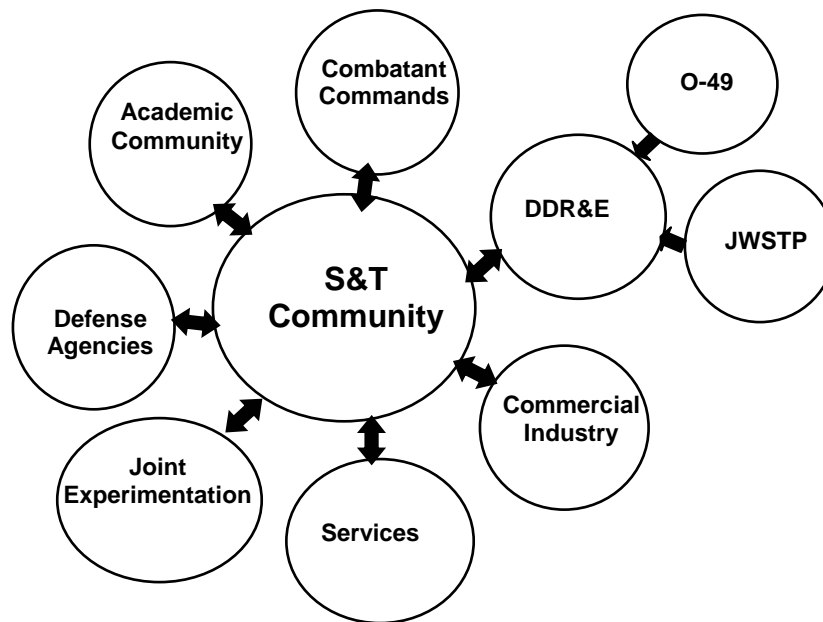 Combatant
Commands
O-49
Academic
Community
DDR&E
JWSTP
S&T
Community
Defense
Agencies
Commercial
Industry
Joint
Experimentation
Services